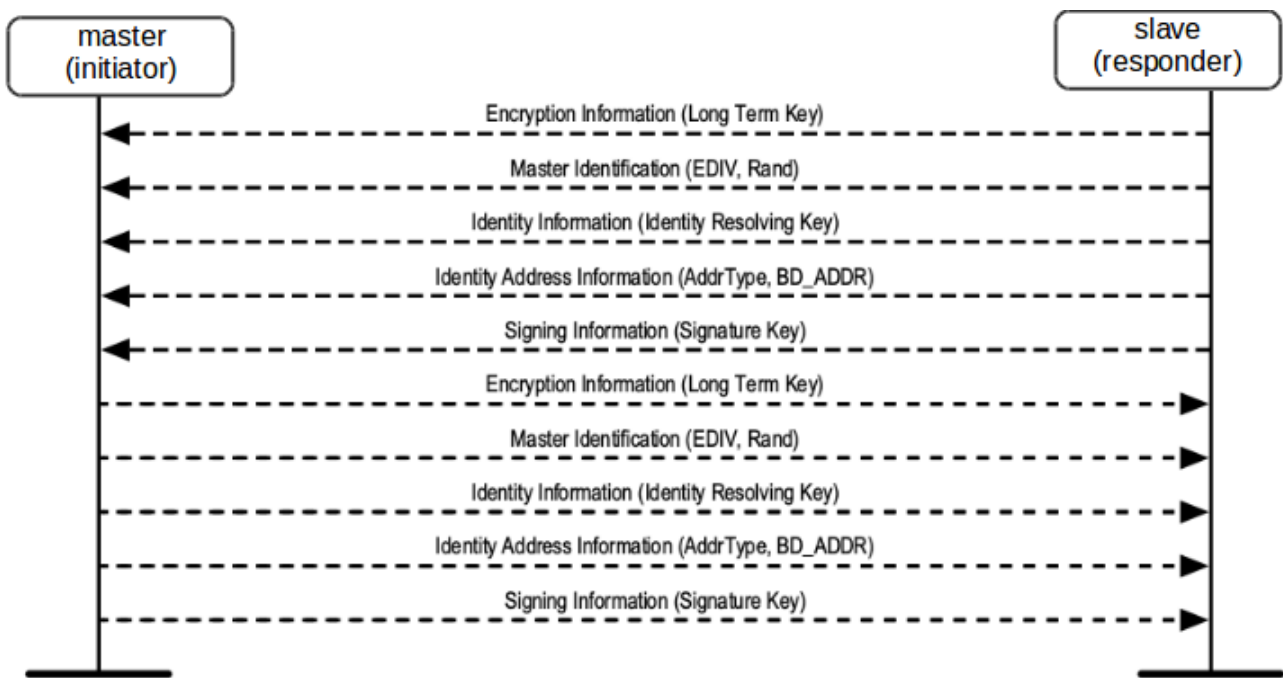 master
(initiator)
slave
(responder)
Encryption Information (Long Term Key)
Master Identification (EDIV, Rand)
Identity Information (Identity Resolving Key)
Identity Address Information (AddrType, BD_ADDR)
Signing Information (Signature Key)
Encryption Information (Long Term Key)
Master Identification (EDIV, Rand)
Identity Information (Identity Resolving Key)
Identity Address Information (AddrType, BD_ADDR)
Signing Information (Signature Key)